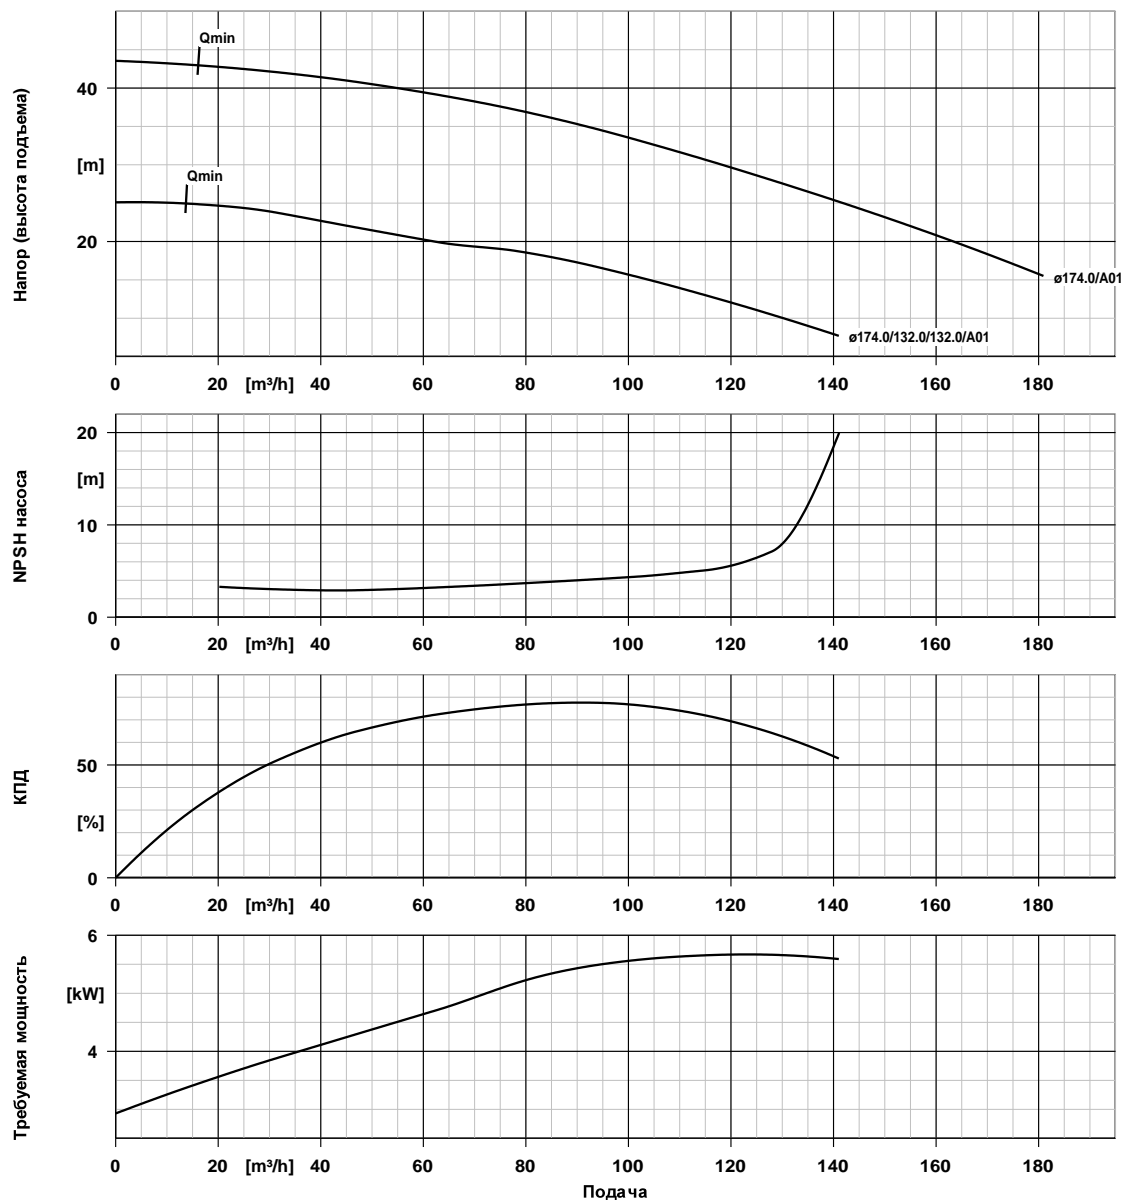 Напор (высота подъема)
[m]
40
20
Qmin
Qmin
ø174.0/A01
ø174.0/132.0/132.0/A01
0 20 [m³/h] 40 60 80 100 120 140 160 180
NPSH насоса
20
[m]
10
0
0 20 [m³/h] 40 60 80 100 120 140 160 180
КПД
50
[%]
0
0 20 [m³/h] 40 60 80 100 120 140 160 180
Требуемая мощность
6
[kW]
4
0 20 [m³/h] 40 60 80 100 120 140 160 180
Подача